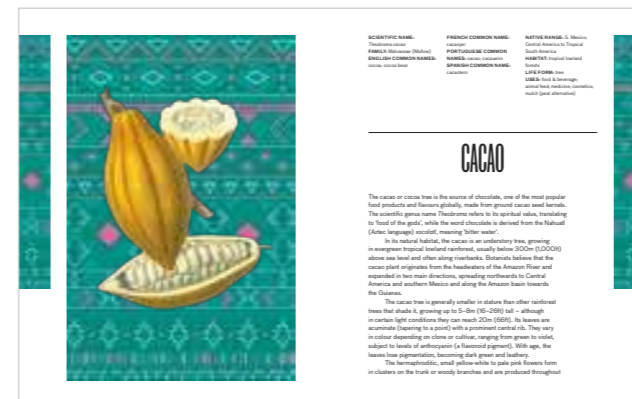 SCIENTIFIC NAME:
Theobroma cacao
FAMILY: Malvaceae (Mallow)
ENGLISH COMMON NAMES:
cocoa; cocoa bean
FRENCH COMMON NAME:
cacaoyer
PORTUGUESE COMMON
NAMES: cacao; cacaueiro
SPANISH COMMON NAME:
cacaotero
NATIVE RANGE: S. Mexico,
Central America to Tropical
South America
HABITAT: tropical lowland
forests
LIFE FORM: tree
USES: food & beverage;
animal feed; medicine; cosmetics,
mulch (peat alternative)
CACAO
The cacao or cocoa tree is the source of chocolate, one of the most popular
food products and flavours globally, made from ground cacao seed kernels.
The scientific genus name Theobroma refers to its spiritual value, translating
to 'food of the gods', while the word chocolate is derived from the Nahuatl
(Aztec language) xocolatl, meaning 'bitter water'.
In its natural habitat, the cacao is an understory tree, growing
in evergreen tropical lowland rainforest, usually below 300m (1,000ft)
above sea level and often along riverbanks. Botanists believe that the
cacao plant originates from the headwaters of the Amazon River and
expanded in two main directions, spreading northwards to Central
America and southern Mexico and along the Amazon basin towards
the Guianas.
The cacao tree is generally smaller in stature than other rainforest
trees that shade it, growing up to 5–8m (16–26ft) tall – although
in certain light conditions they can reach 20m (66ft). Its leaves are
acuminate (tapering to a point) with a prominent central rib. They vary
in colour depending on clone or cultivar, ranging from green to violet,
subject to levels of anthocyanin (a flavonoid pigment). With age, the
leaves lose pigmentation, becoming dark green and leathery.
The hermaphroditic, small yellow-white to pale pink flowers form
in clusters on the trunk or woody branches and are produced throughout